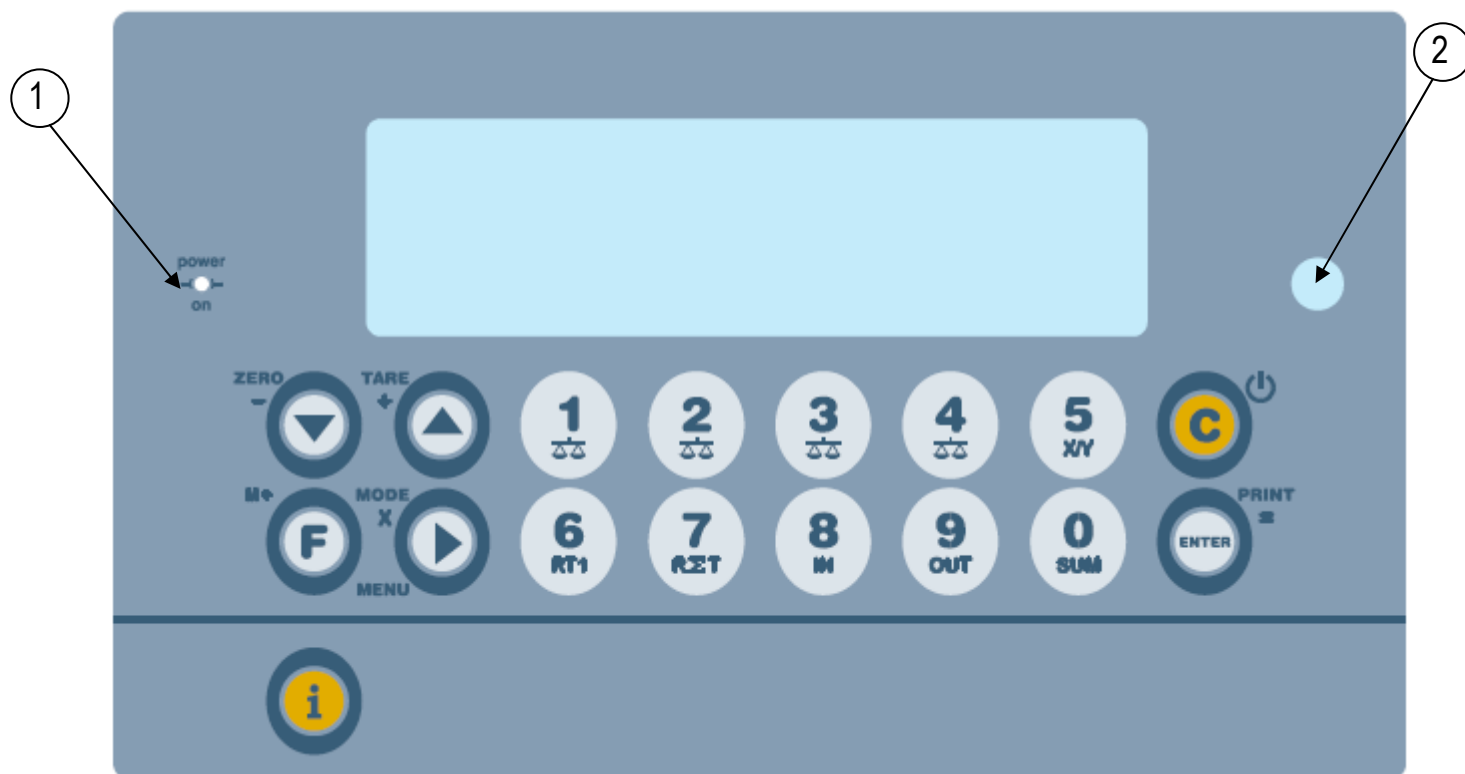 1
2
power
on
ZERO
-
TARE
+
1
2
3
4
5
X/Y
C
M
F
MODE
X
MENU
6
RT1
7
RΣT
8
IN
9
OUT
0
SUM
ENTER
PRINT
=
i